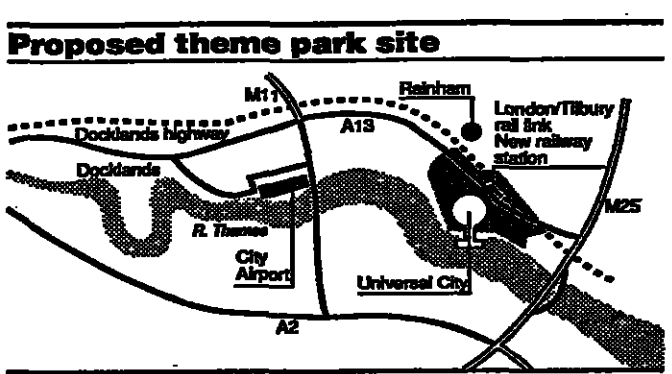 Proposed theme park site
M11
Rainham
London/Tilbury
rail link
New railway
station
Docklands highway
A13
Docklands
M25
R. Thames
City
Airport
Universal City
A2